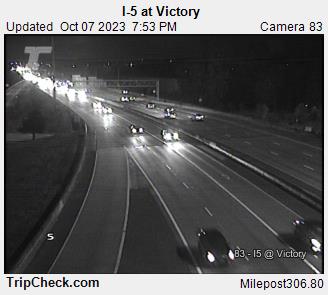 I-5 at Victory
Updated Oct 07 2023 7:53 PM Camera 83
S
83 - I5 @ Victory
TripCheck.com Milepost306.80